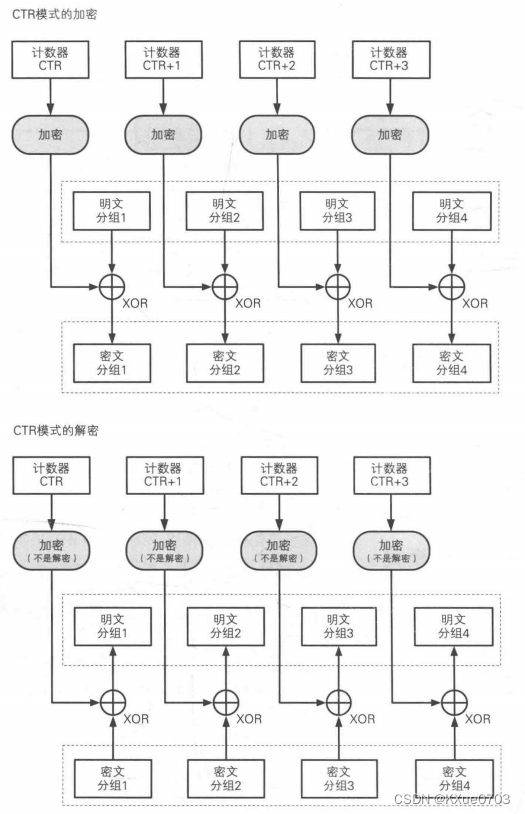 CTR模式的加密
计数器 计数器 计数器 计数器
CTR CTR+1 CTR+2 CTR+3
加密 加密 加密 加密
明文 明文 明文 明文
分组1 分组2 分组3 分组4
XOR XOR XOR XOR
密文 密文 密文 密文
分组1 分组2 分组3 分组4
CTR模式的解密
计数器 计数器 计数器 计数器
CTR CTR+1 CTR+2 CTR+3
加密 加密 加密 加密
(不是解密) (不是解密) (不是解密) (不是解密)
明文 明文 明文 明文
分组1 分组2 分组3 分组4
XOR XOR XOR XOR
密文 密文 密文 密文
分组1 分组2 分组3 分组4
CSDN @KXue0703